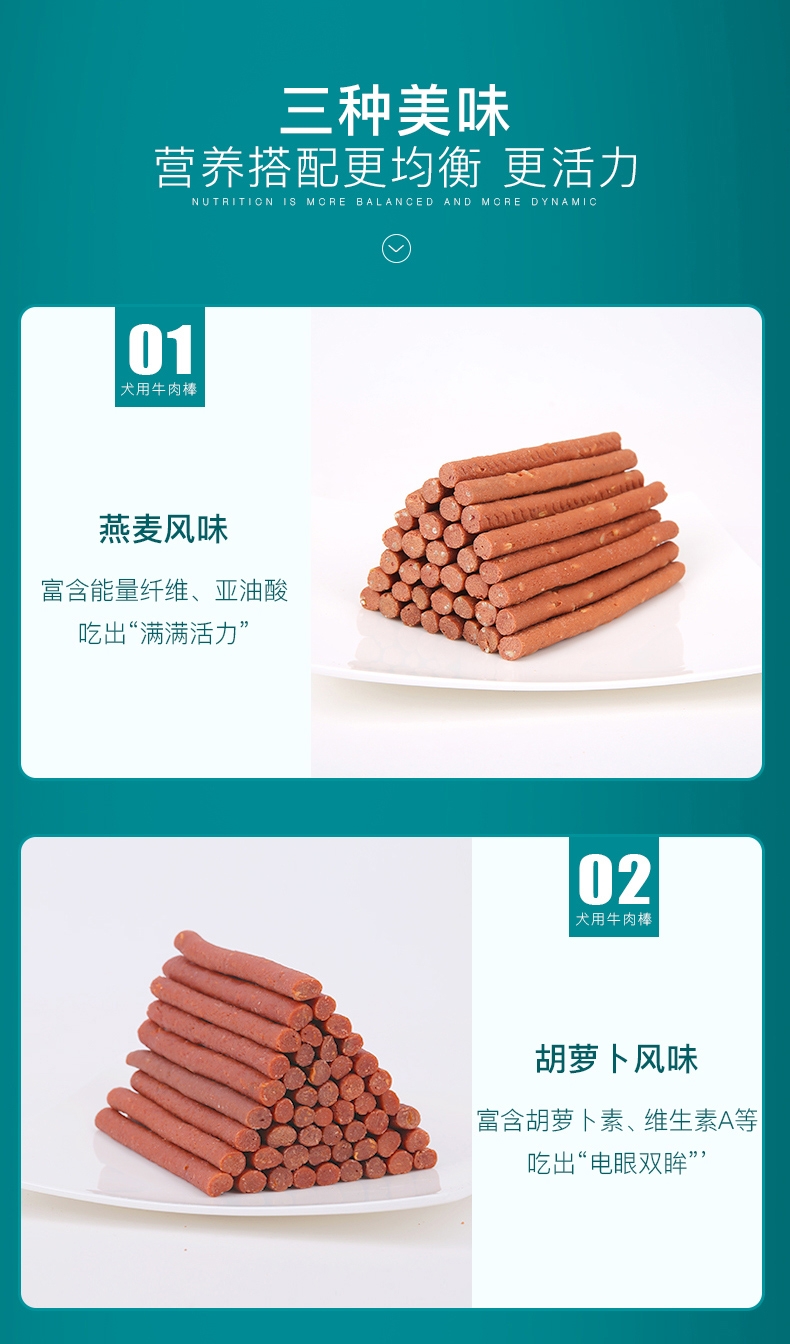 三种美味
营养搭配更均衡 更活力
NUTRITION IS MORE BALANCED AND MORE DYNAMIC
01
犬用牛肉棒
燕麦风味
富含能量纤维、亚油酸
吃出“满满活力”
02
犬用牛肉棒
胡萝卜风味
富含胡萝卜素、维生素A等
吃出“电眼双眸”’